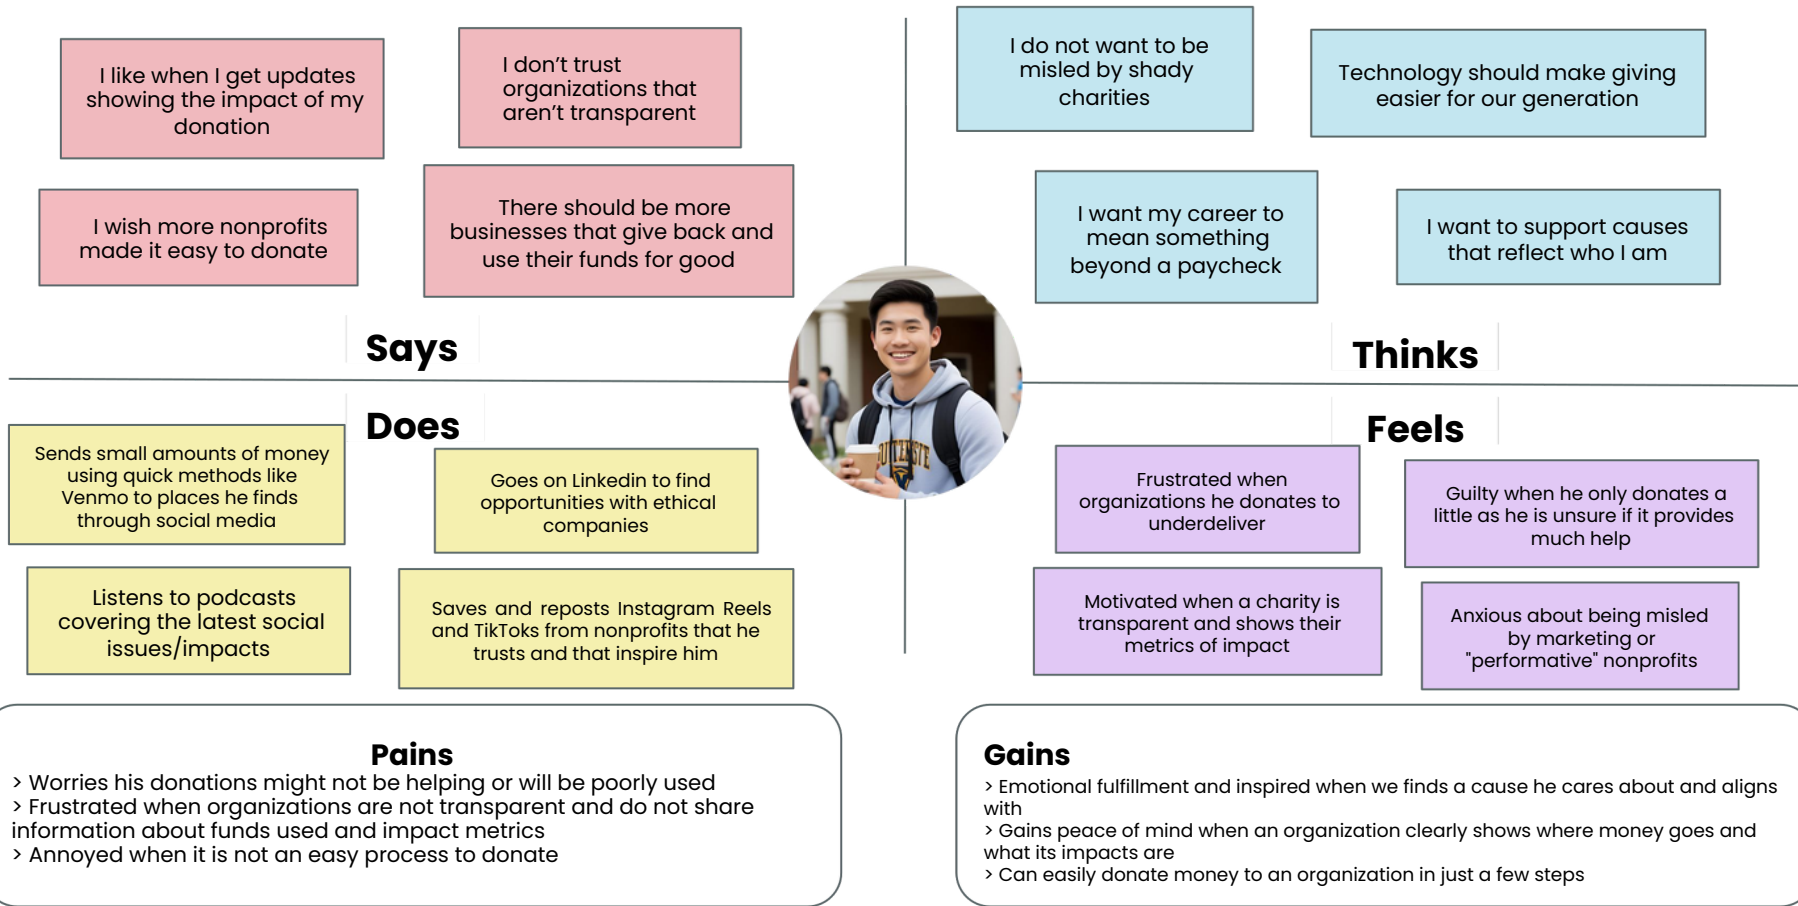 I like when I get updates
showing the impact of my
donation
I don't trust
organizations that
aren't transparent
I wish more nonprofits
made it easy to donate
There should be more
businesses that give back and
use their funds for good
Says
I do not want to be
misled by shady
charities
Technology should make giving
easier for our generation
I want my career to
mean something
beyond a paycheck
I want to support causes
that reflect who I am
Thinks
Does
Sends small amounts of money
using quick methods like
Venmo to places he finds
through social media
Goes on Linkedin to find
opportunities with ethical
companies
Listens to podcasts
covering the latest social
issues/impacts
Saves and reposts Instagram Reels
and TikToks from nonprofits that he
trusts and that inspire him
Feels
Frustrated when
organizations he donates to
underdeliver
Guilty when he only donates a
little as he is unsure if it provides
much help
Motivated when a charity is
transparent and shows their
metrics of impact
Anxious about being misled
by marketing or
"performative" nonprofits
Pains
> Worries his donations might not be helping or will be poorly used
> Frustrated when organizations are not transparent and do not share
information about funds used and impact metrics
> Annoyed when it is not an easy process to donate
Gains
> Emotional fulfillment and inspired when we finds a cause he cares about and aligns
with
> Gains peace of mind when an organization clearly shows where money goes and
what its impacts are
> Can easily donate money to an organization in just a few steps